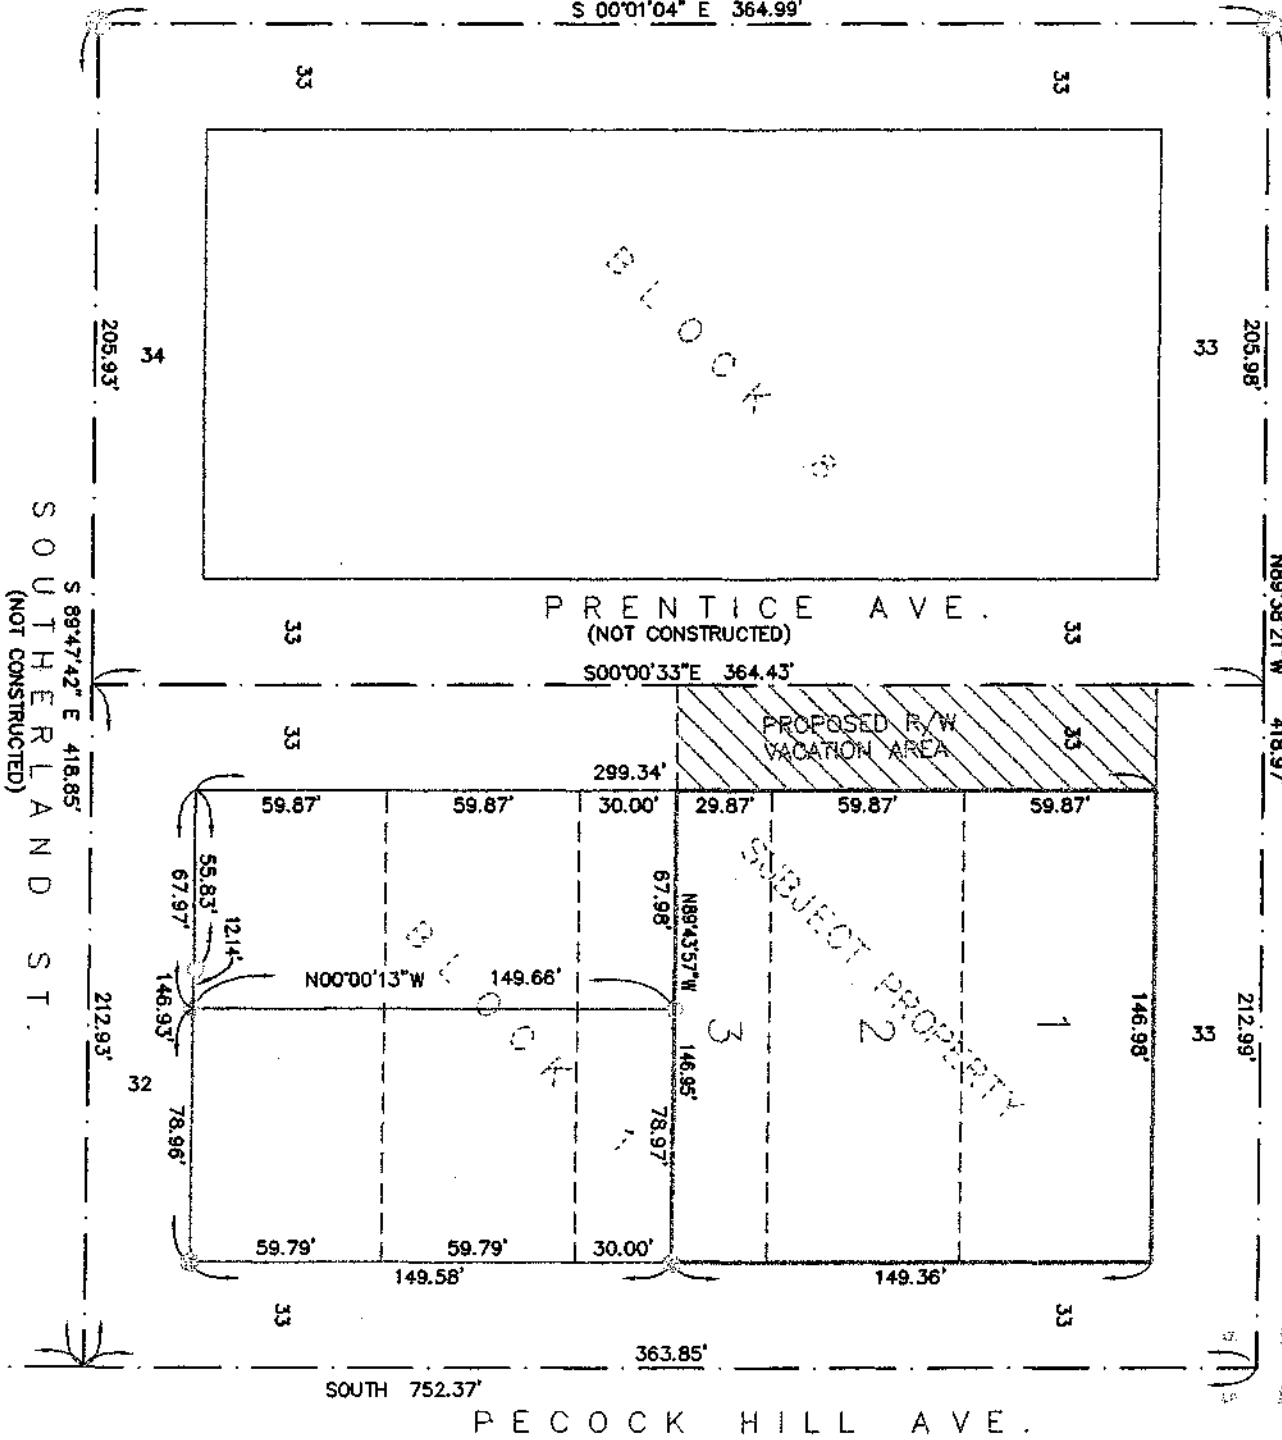 S 00°01'04" E 364.99'
33
33
BLOCK
205.93'
34
33
205.98'
SOUTHERLAND ST.
(NOT CONSTRUCTED)
S 89°47'42" E 418.85'
N89°38'21"W 418.97
PRENTICE AVE.
(NOT CONSTRUCTED)
33
33
S00°00'33"E 364.43'
33
PROPOSED R/W
VACATION AREA
33
299.34'
59.87'
59.87'
30.00'
29.87'
59.87'
59.87'
55.83'
67.97'
12.14'
67.98'
N89°43'57"W
SUBJECT PROPERTY
BLOCK
N00°00'13"W 149.66'
146.93'
212.93'
3
2
1
146.98'
33
212.99'
146.95'
32
78.96'
78.97'
59.79'
59.79'
30.00'
149.58'
149.36'
33
33
363.85'
SOUTH 752.37'
PECOCK HILL AVE.